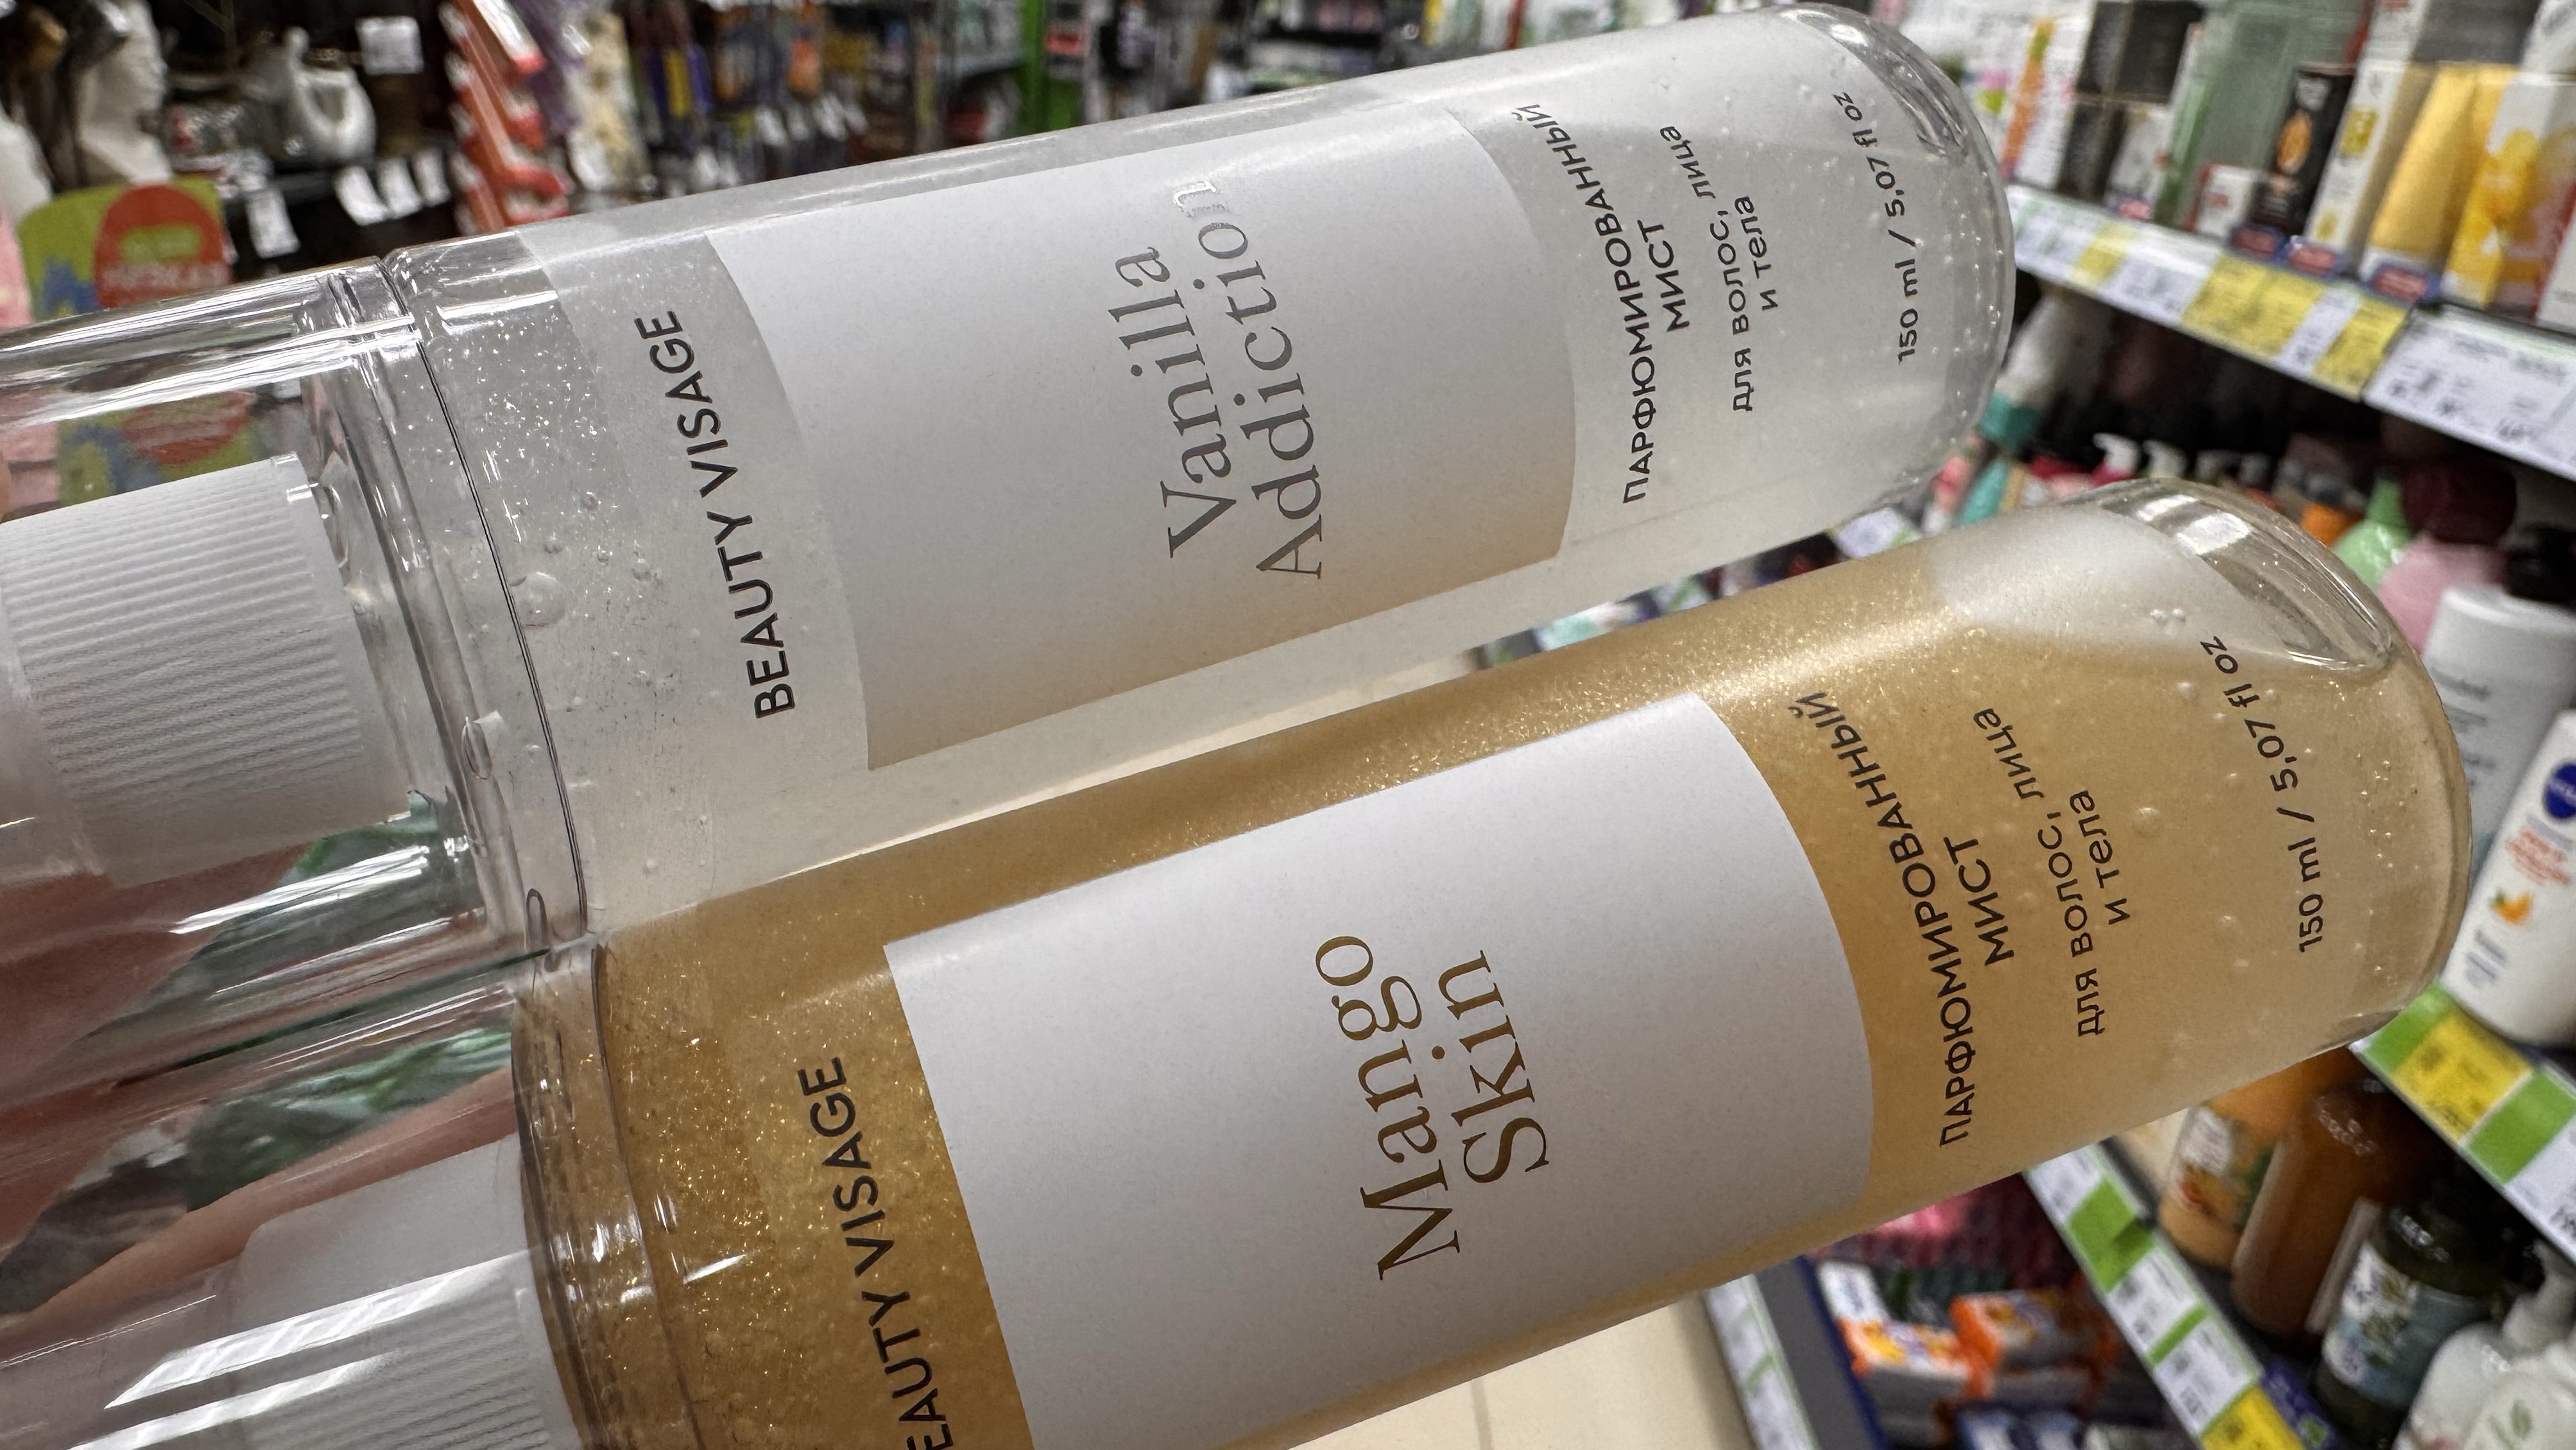 BEAUTY VISAGE
Vanilla
Addiction
ПАРФЮМИРОВАННЫЙ
МИСТ
для волос, лица
и тела
150 ml / 5,07 fl oz
BEAUTY VISAGE
Mango
Skin
ПАРФЮМИРОВАННЫЙ
МИСТ
для волос, лица
и тела
150 ml / 5,07 fl oz